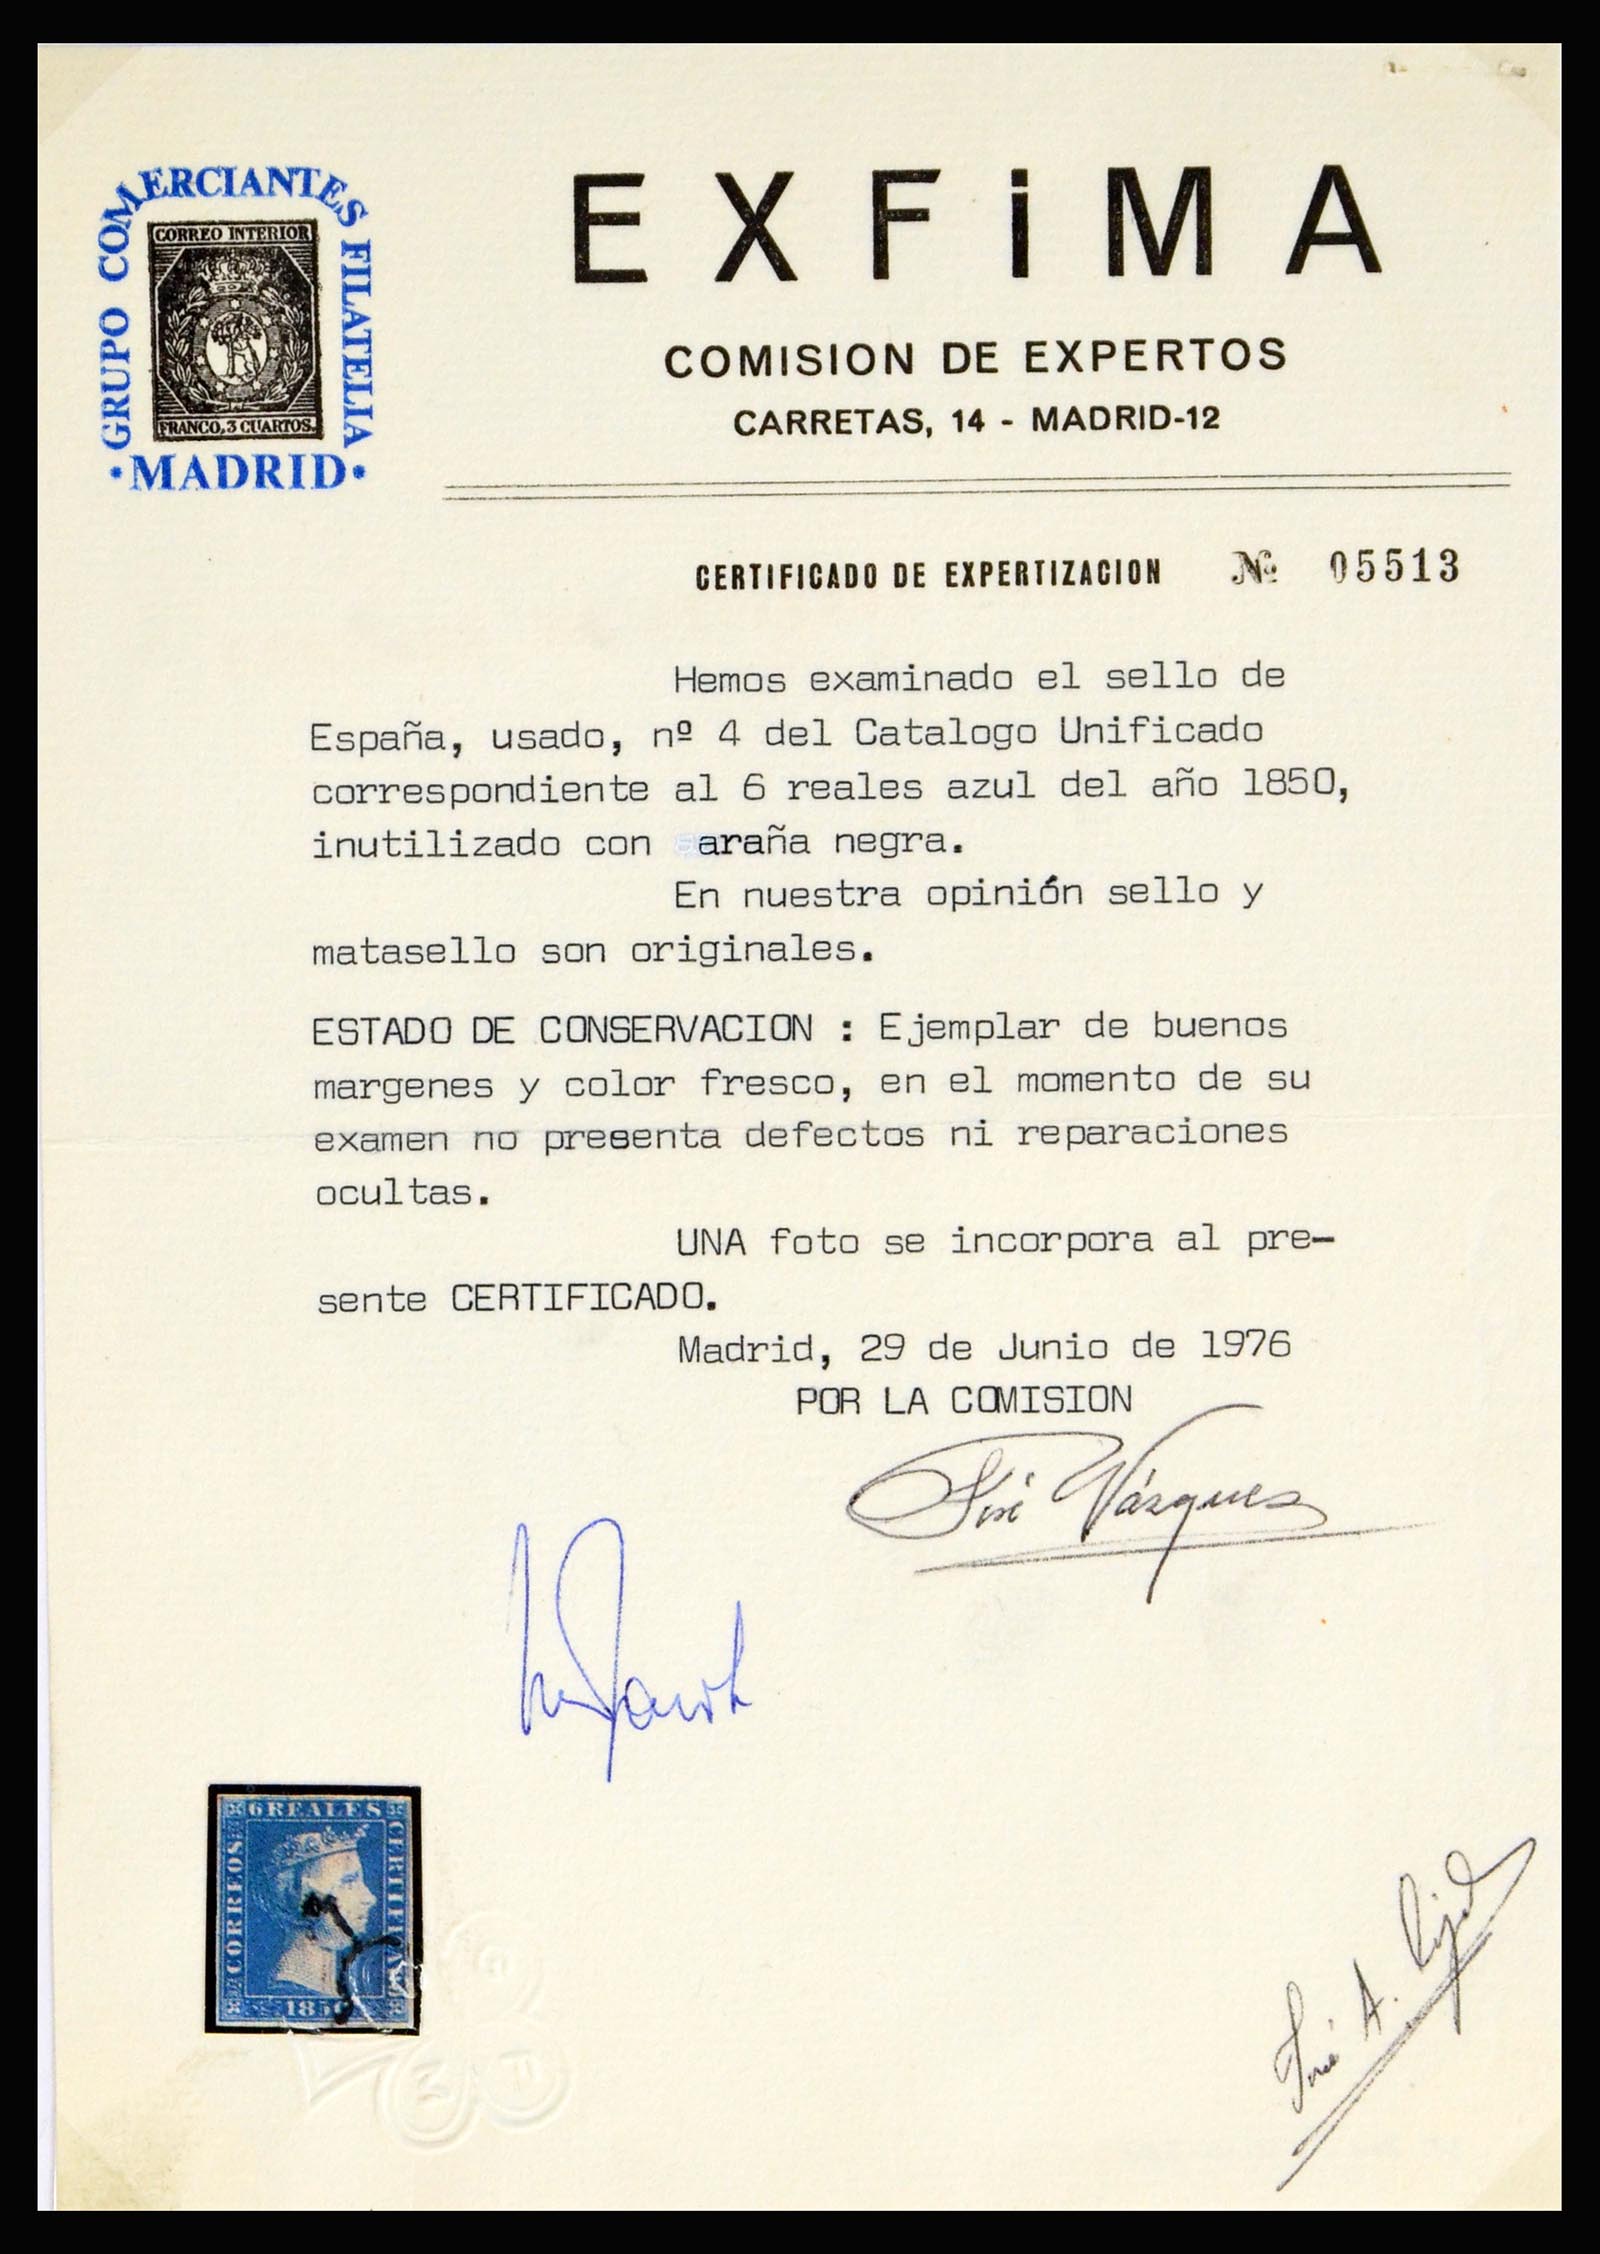 GRUPO COMERCIANTES FILATELIA
CORREO INTERIOR
FRANCO, 3 CUARTOS.
·MADRID·
EXFiMA
COMISION DE EXPERTOS
CARRETAS, 14 - MADRID-12
CERTIFICADO DE EXPERTIZACION Nº 05513
Hemos examinado el sello de
España, usado, nº 4 del Catalogo Unificado
correspondiente al 6 reales azul del año 1850,
inutilizado con araña negra.
En nuestra opinión sello y
matasello son originales.
ESTADO DE CONSERVACION : Ejemplar de buenos
margenes y color fresco, en el momento de su
examen no presenta defectos ni reparaciones
ocultas.
UNA foto se incorpora al pre-
sente CERTIFICADO.
Madrid, 29 de Junio de 1976
POR LA COMISION
José Vázquez
6 REALES
CORREOS
1850
José A.